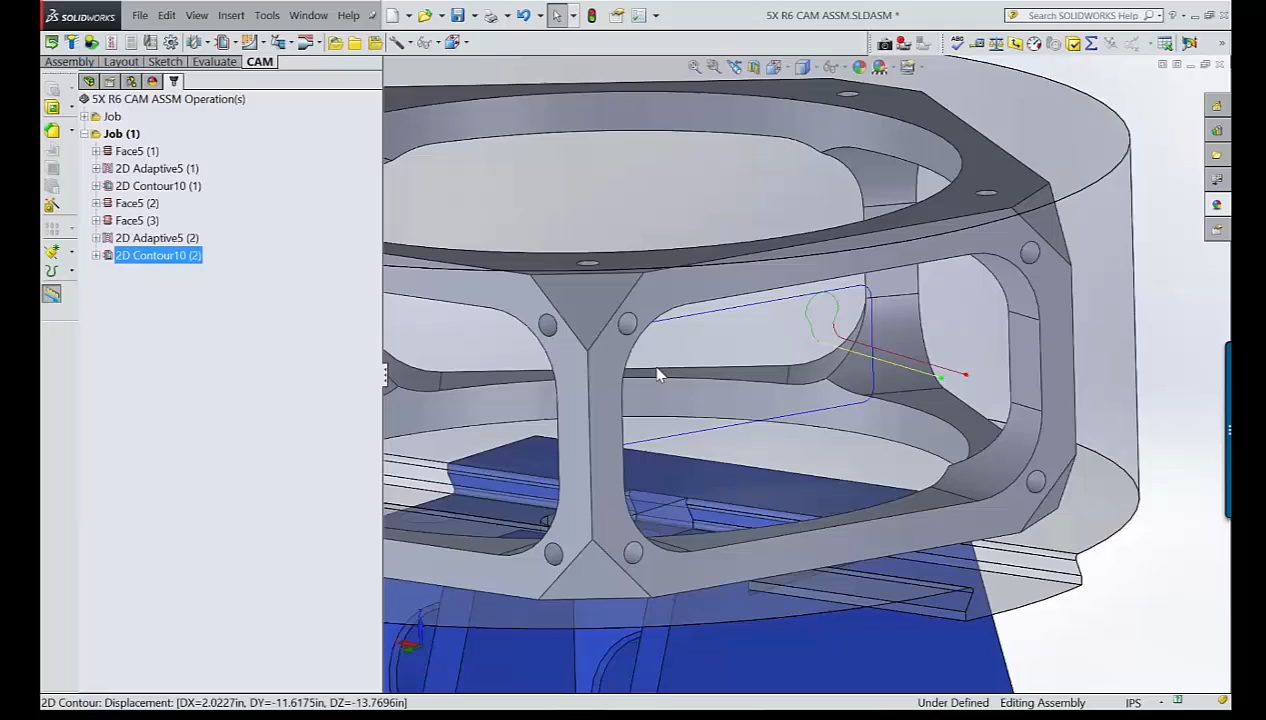 SOLIDWORKS File Edit View Insert Tools Window Help 5X R6 CAM ASSM.SLDASM * Search SOLIDWORKS Help
Assembly Layout Sketch Evaluate CAM
5X R6 CAM ASSM Operation(s)
Job
Job (1)
Face5 (1)
2D Adaptive5 (1)
2D Contour10 (1)
Face5 (2)
Face5 (3)
2D Adaptive5 (2)
2D Contour10 (2)
2D Contour: Displacement: [DX=2.0227in, DY=-11.6175in, DZ=-13.7696in] Under Defined Editing Assembly IPS